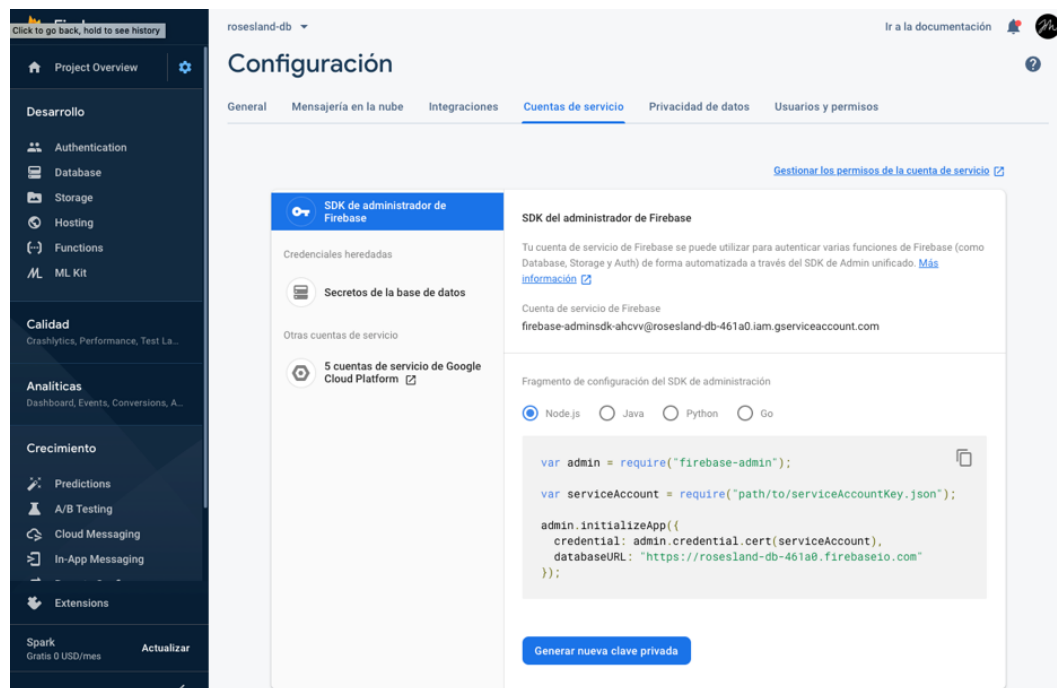 Click to go back, hold to see history
Project Overview
Desarrollo
Authentication
Database
Storage
Hosting
Functions
ML Kit
Calidad
Crashlytics, Performance, Test La...
Analíticas
Dashboard, Events, Conversions, A...
Crecimiento
Predictions
A/B Testing
Cloud Messaging
In-App Messaging
Extensions
Spark
Gratis 0 USD/mes
Actualizar
rosesland-db
Ir a la documentación
Configuración
General
Mensajería en la nube
Integraciones
Cuentas de servicio
Privacidad de datos
Usuarios y permisos
Gestionar los permisos de la cuenta de servicio
SDK de administrador de
Firebase
Credenciales heredadas
Secretos de la base de datos
Otras cuentas de servicio
5 cuentas de servicio de Google
Cloud Platform
SDK del administrador de Firebase
Tu cuenta de servicio de Firebase se puede utilizar para autenticar varias funciones de Firebase (como
Database, Storage y Auth) de forma automatizada a través del SDK de Admin unificado. Más
información
Cuenta de servicio de Firebase
firebase-adminsdk-ahcvv@rosesland-db-461a0.iam.gserviceaccount.com
Fragmento de configuración del SDK de administración
Node.js
Java
Python
Go
var admin = require("firebase-admin");
var serviceAccount = require("path/to/serviceAccountKey.json");
admin.initializeApp({
credential: admin.credential.cert(serviceAccount),
databaseURL: "https://rosesland-db-461a0.firebaseio.com"
});
Generar nueva clave privada